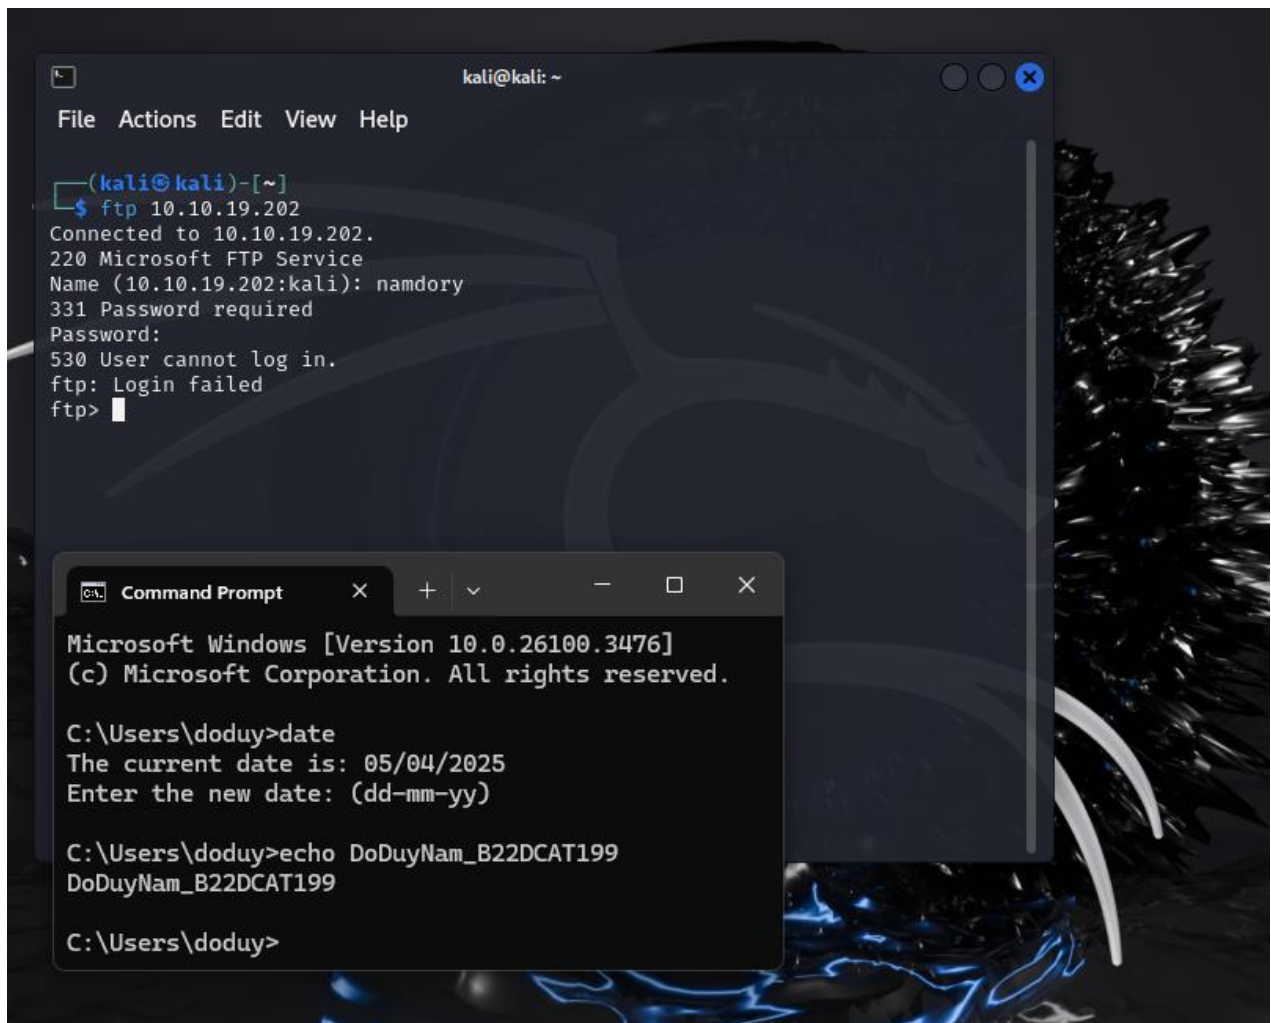 kali@kali: ~
File Actions Edit View Help
┌──(kali㉿kali)-[~]
└─$ ftp 10.10.19.202
Connected to 10.10.19.202.
220 Microsoft FTP Service
Name (10.10.19.202:kali): namdory
331 Password required
Password:
530 User cannot log in.
ftp: Login failed
ftp>
Command Prompt
Microsoft Windows [Version 10.0.26100.3476]
(c) Microsoft Corporation. All rights reserved.
C:\Users\doduy>date
The current date is: 05/04/2025
Enter the new date: (dd-mm-yy)
C:\Users\doduy>echo DoDuyNam_B22DCAT199
DoDuyNam_B22DCAT199
C:\Users\doduy>